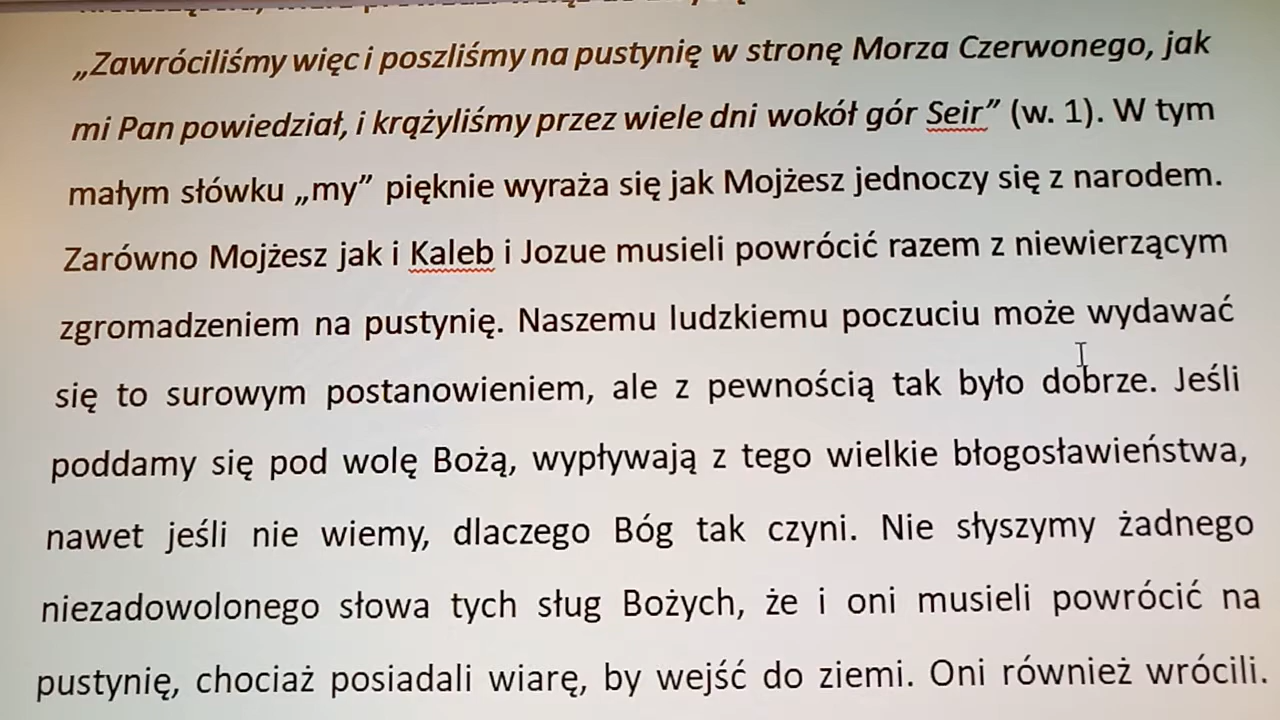 „Zawróciliśmy więc i poszliśmy na pustynię w stronę Morza Czerwonego, jak
mi Pan powiedział, i krążyliśmy przez wiele dni wokół gór Seir” (w. 1). W tym
małym słówku „my” pięknie wyraża się jak Mojżesz jednoczy się z narodem.
Zarówno Mojżesz jak i Kaleb i Jozue musieli powrócić razem z niewierzącym
zgromadzeniem na pustynię. Naszemu ludzkiemu poczuciu może wydawać
się to surowym postanowieniem, ale z pewnością tak było dobrze. Jeśli
poddamy się pod wolę Bożą, wypływają z tego wielkie błogosławieństwa,
nawet jeśli nie wiemy, dlaczego Bóg tak czyni. Nie słyszymy żadnego
niezadowolonego słowa tych sług Bożych, że i oni musieli powrócić na
pustynię, chociaż posiadali wiarę, by wejść do ziemi. Oni również wrócili.